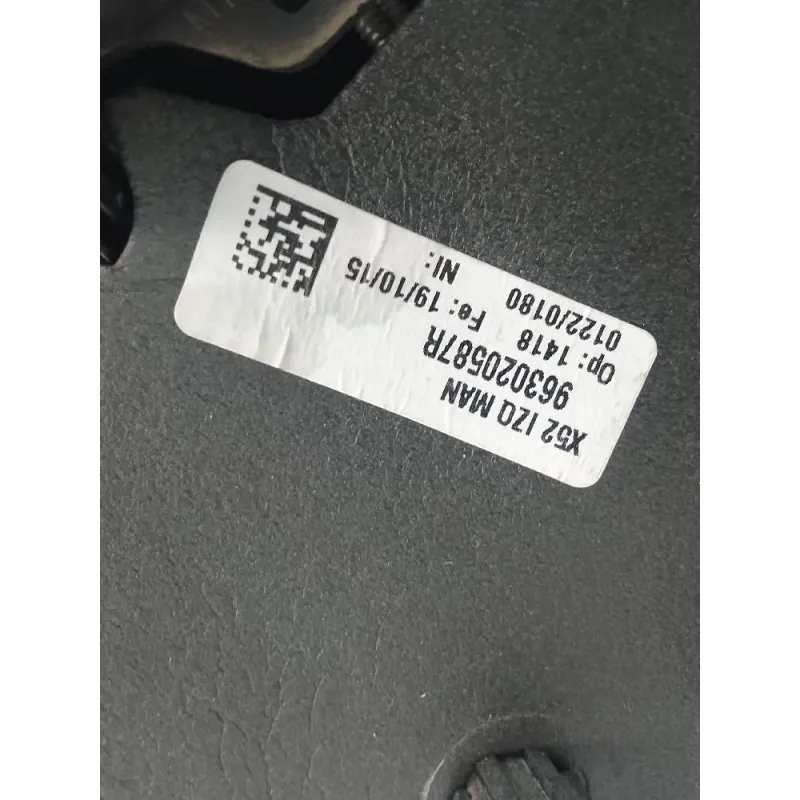 X52 IZQ MAN
963020587R
Op: 1418 Fe: 19/10/15
0122/0180 NI: